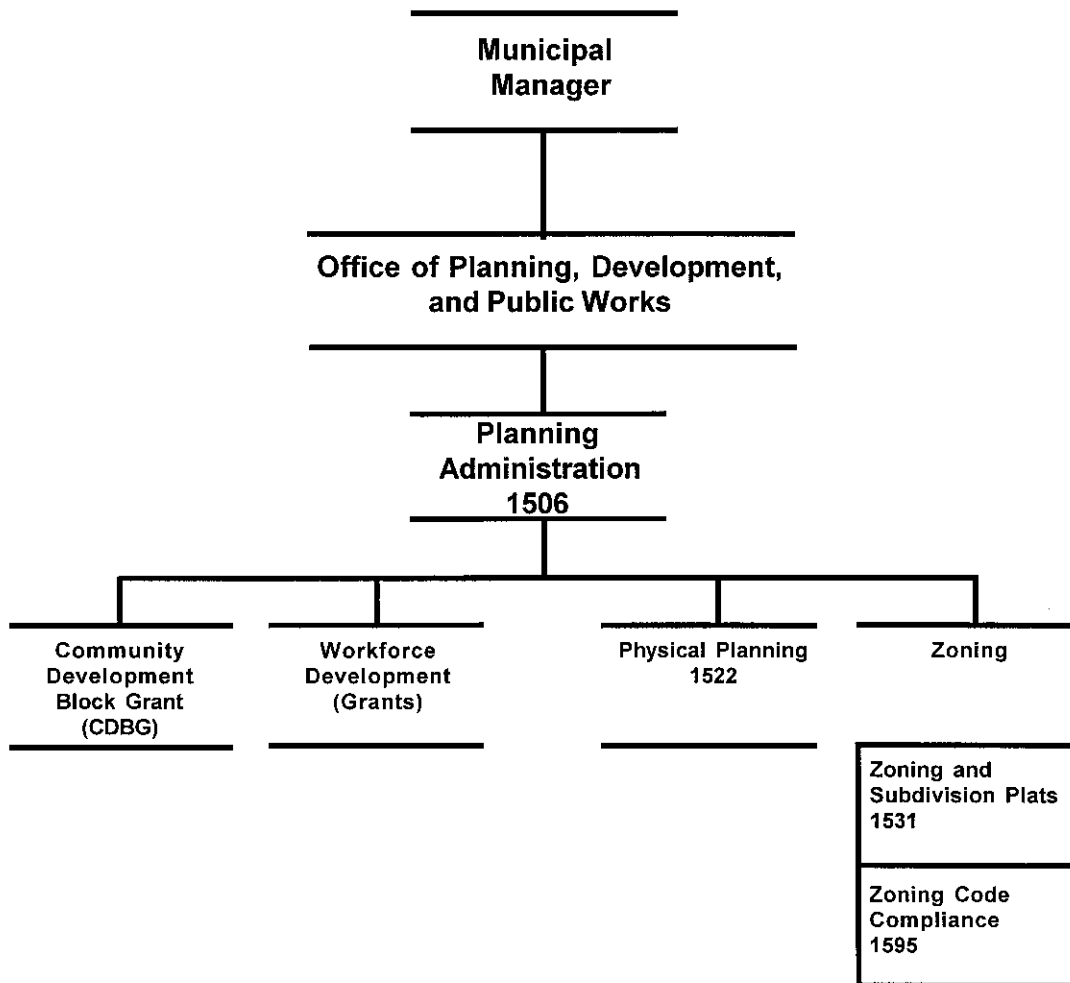 Municipal
Manager
Office of Planning, Development,
and Public Works
Planning
Administration
1506
Community
Development
Block Grant
(CDBG)
Workforce
Development
(Grants)
Physical Planning
1522
Zoning
Zoning and
Subdivision Plats
1531
Zoning Code
Compliance
1595